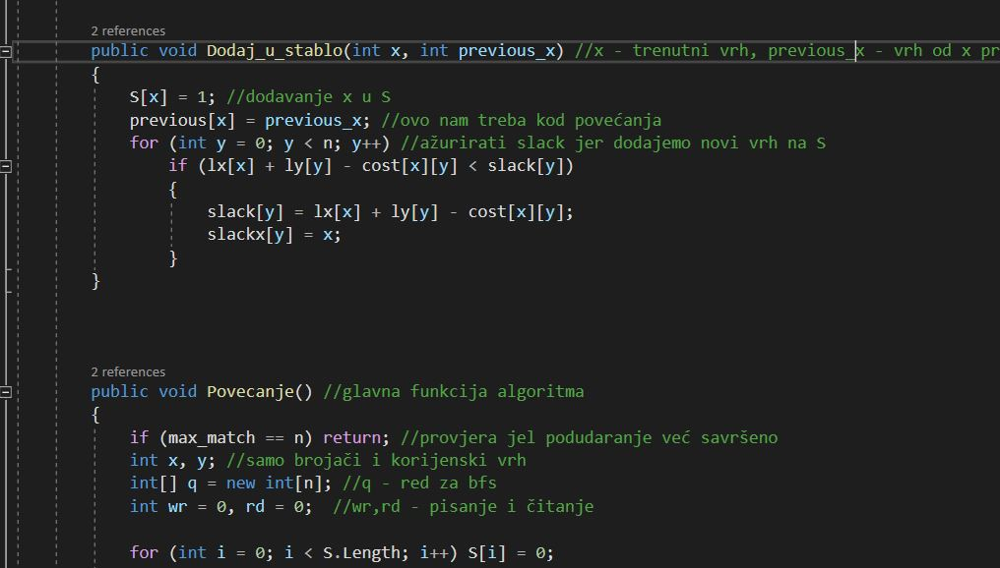 2 references
public void Dodaj_u_stablo(int x, int previous_x) //x - trenutni vrh, previous_x - vrh od x pr
{
S[x] = 1; //dodavanje x u S
previous[x] = previous_x; //ovo nam treba kod povećanja
for (int y = 0; y < n; y++) //ažurirati slack jer dodajemo novi vrh na S
if (lx[x] + ly[y] - cost[x][y] < slack[y])
{
slack[y] = lx[x] + ly[y] - cost[x][y];
slackx[y] = x;
}
}
2 references
public void Povecanje() //glavna funkcija algoritma
{
if (max_match == n) return; //provjera jel podudaranje već savršeno
int x, y; //samo brojači i korijenski vrh
int[] q = new int[n]; //q - red za bfs
int wr = 0, rd = 0;  //wr,rd - pisanje i čitanje
for (int i = 0; i < S.Length; i++) S[i] = 0;